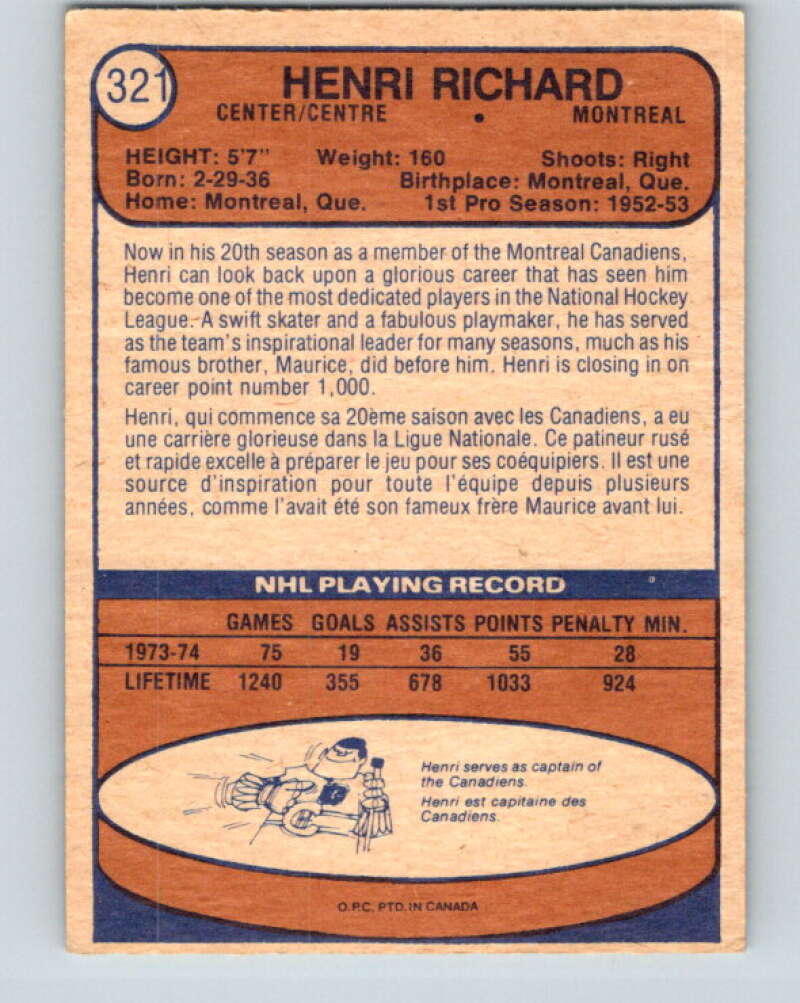 321
HENRI RICHARD
CENTER/CENTRE • MONTREAL
HEIGHT: 5'7" Weight: 160 Shoots: Right
Born: 2-29-36 Birthplace: Montreal, Que.
Home: Montreal, Que. 1st Pro Season: 1952-53
Now in his 20th season as a member of the Montreal Canadiens,
Henri can look back upon a glorious career that has seen him
become one of the most dedicated players in the National Hockey
League. A swift skater and a fabulous playmaker, he has served
as the team's inspirational leader for many seasons, much as his
famous brother, Maurice, did before him. Henri is closing in on
career point number 1,000.
Henri, qui commence sa 20ème saison avec les Canadiens, a eu
une carrière glorieuse dans la Ligue Nationale. Ce patineur rusé
et rapide excelle à préparer le jeu pour ses coéquipiers. Il est une
source d'inspiration pour toute l'équipe depuis plusieurs
années, comme l'avait été son fameux frère Maurice avant lui.
NHL PLAYING RECORD
GAMES GOALS ASSISTS POINTS PENALTY MIN.
1973-74 75 19 36 55 28
LIFETIME 1240 355 678 1033 924
Henri serves as captain of
the Canadiens.
Henri est capitaine des
Canadiens.
O.P.C. PTD. IN CANADA